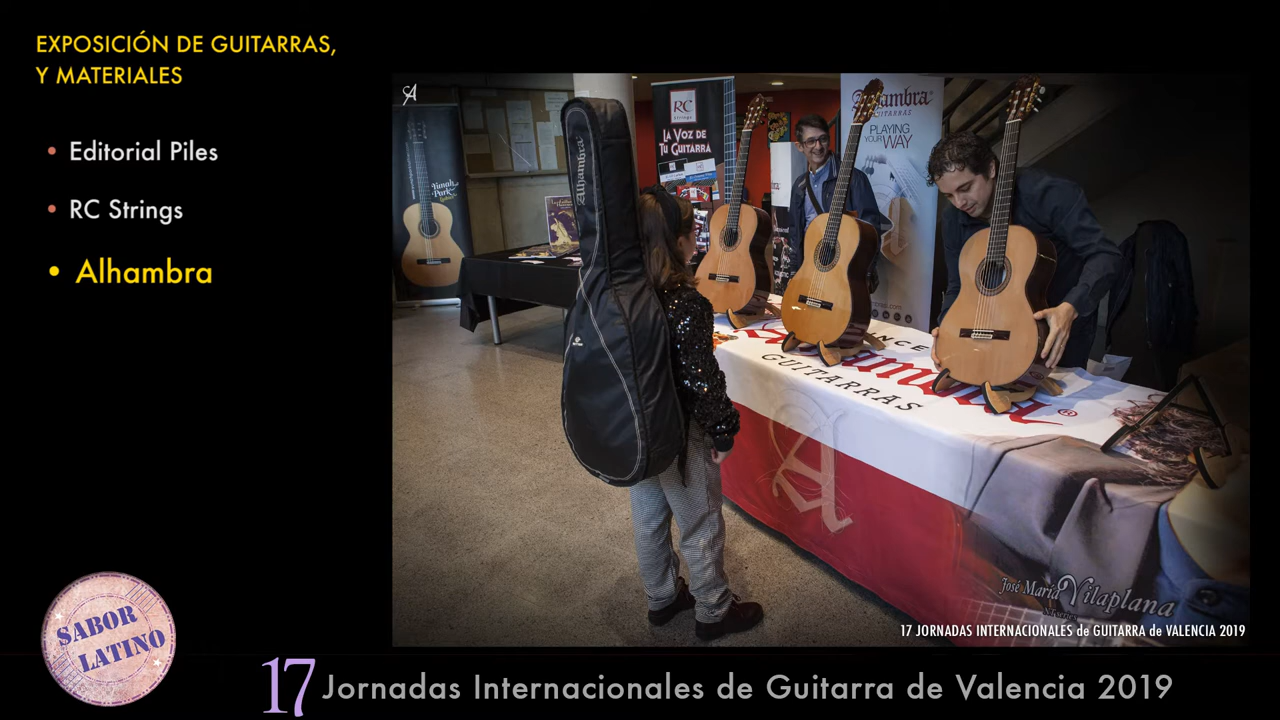 EXPOSICIÓN DE GUITARRAS,
Y MATERIALES
• Editorial Piles
• RC Strings
• Alhambra
Alhambra
RC
Strings
LA VOZ DE
TU GUITARRA
Alhambra
GUITARRAS
PLAYING
YOUR WAY
Alhambra
GUITARRAS
A
José María Vilaplana
17 JORNADAS INTERNACIONALES de GUITARRA de VALENCIA 2019
SABOR
LATINO
17 Jornadas Internacionales de Guitarra de Valencia 2019